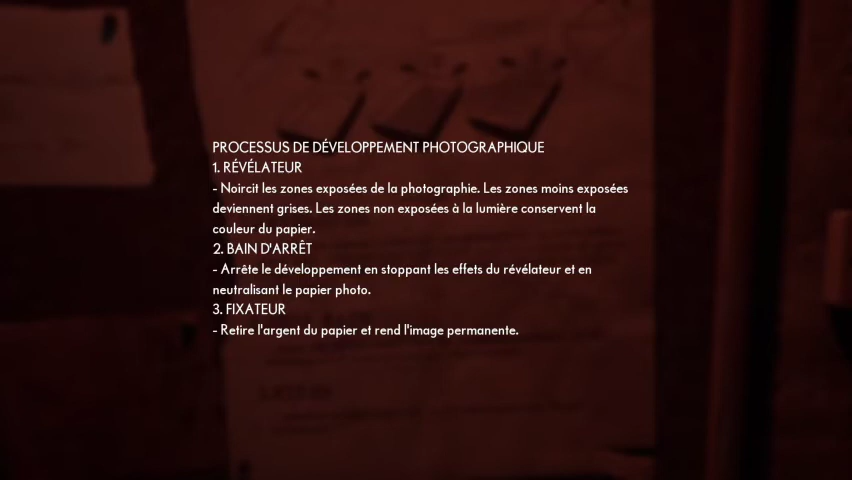 PROCESSUS DE DÉVELOPPEMENT PHOTOGRAPHIQUE
1. RÉVÉLATEUR
- Noircit les zones exposées de la photographie. Les zones moins exposées
deviennent grises. Les zones non exposées à la lumière conservent la
couleur du papier.
2. BAIN D'ARRÊT
- Arrête le développement en stoppant les effets du révélateur et en
neutralisant le papier photo.
3. FIXATEUR
- Retire l'argent du papier et rend l'image permanente.